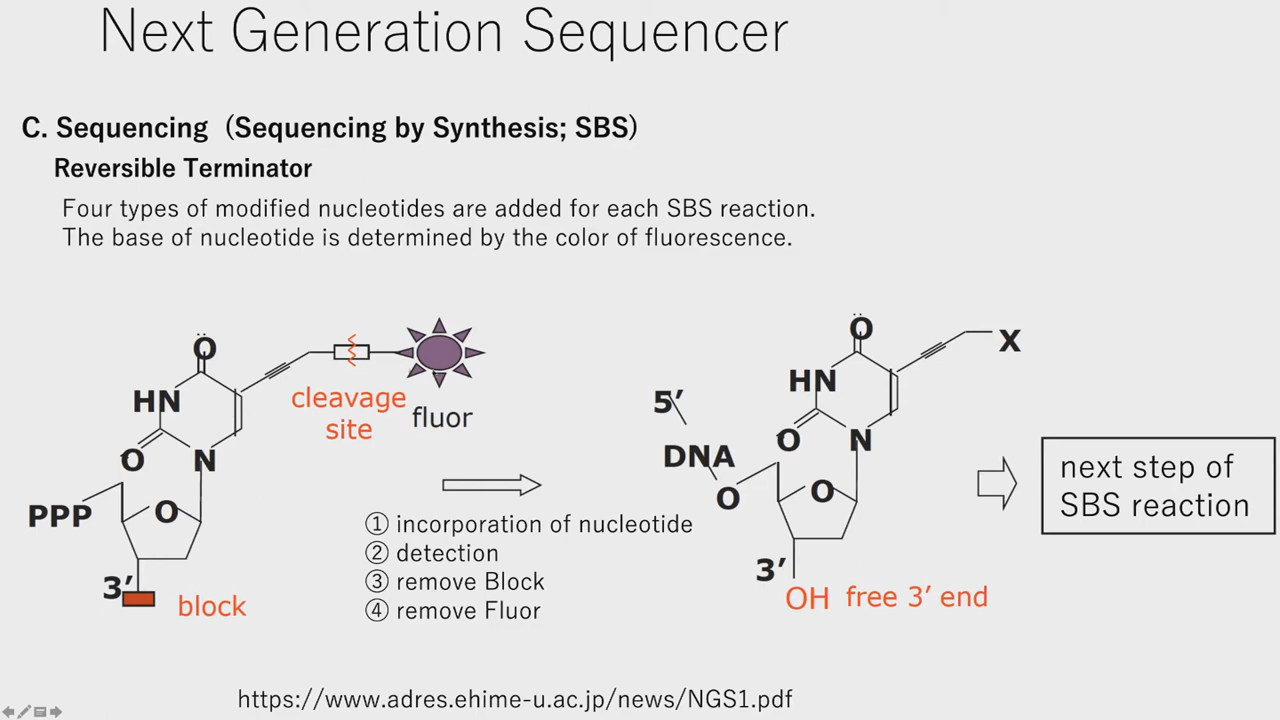 Next Generation Sequencer
C. Sequencing（Sequencing by Synthesis; SBS）
Reversible Terminator
Four types of modified nucleotides are added for each SBS reaction.
The base of nucleotide is determined by the color of fluorescence.
O
HN
O
N
PPP
O
3’
block
cleavage
site
fluor
① incorporation of nucleotide
② detection
③ remove Block
④ remove Fluor
O
X
HN
5’
O
N
DNA
O
O
3’
OH free 3’ end
next step of
SBS reaction
https://www.adres.ehime-u.ac.jp/news/NGS1.pdf